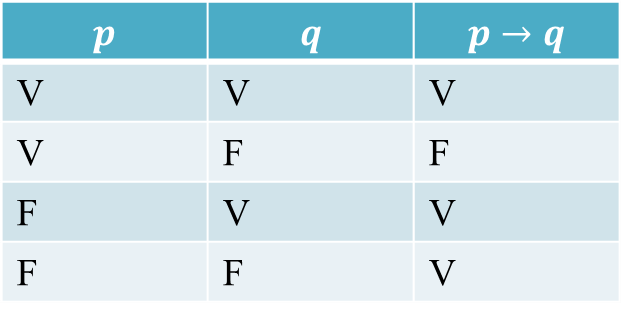 p q p → q
V V V
V F F
F V V
F F V